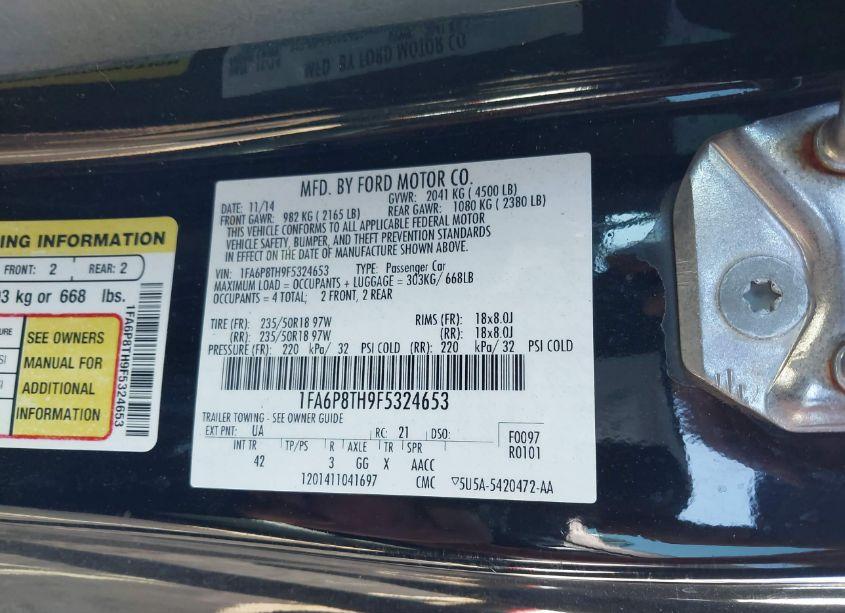 MFD. BY FORD MOTOR CO.
DATE: 11/14 GVWR: 2041 KG ( 4500 LB)
FRONT GAWR: 982 KG ( 2165 LB) REAR GAWR: 1080 KG ( 2380 LB)
THIS VEHICLE CONFORMS TO ALL APPLICABLE FEDERAL MOTOR
VEHICLE SAFETY, BUMPER, AND THEFT PREVENTION STANDARDS
IN EFFECT ON THE DATE OF MANUFACTURE SHOWN ABOVE.
VIN: 1FA6P8TH9F5324653 TYPE: Passenger Car
MAXIMUM LOAD = OCCUPANTS + LUGGAGE = 303KG/ 668LB
OCCUPANTS = 4 TOTAL; 2 FRONT, 2 REAR
TIRE (FR): 235/50R18 97W RIMS (FR): 18x8.0J
(RR): 235/50R18 97W (RR): 18x8.0J
PRESSURE (FR): 220 kPa/ 32 PSI COLD (RR): 220 kPa/ 32 PSI COLD
1FA6P8TH9F5324653
TRAILER TOWING - SEE OWNER GUIDE
EXT PNT: UA RC: 21 DSO: F0097
R0101
INT TR TP/PS R AXLE TR SPR
42 3 GG X AACC
1201411041697 CMC ▽5U5A-5420472-AA
ING INFORMATION
FRONT: 2 REAR: 2
03 kg or 668 lbs.
SEE OWNERS
MANUAL FOR
ADDITIONAL
INFORMATION
1FA6P8TH9F5324653
MFD. BY FORD MOTOR CO.